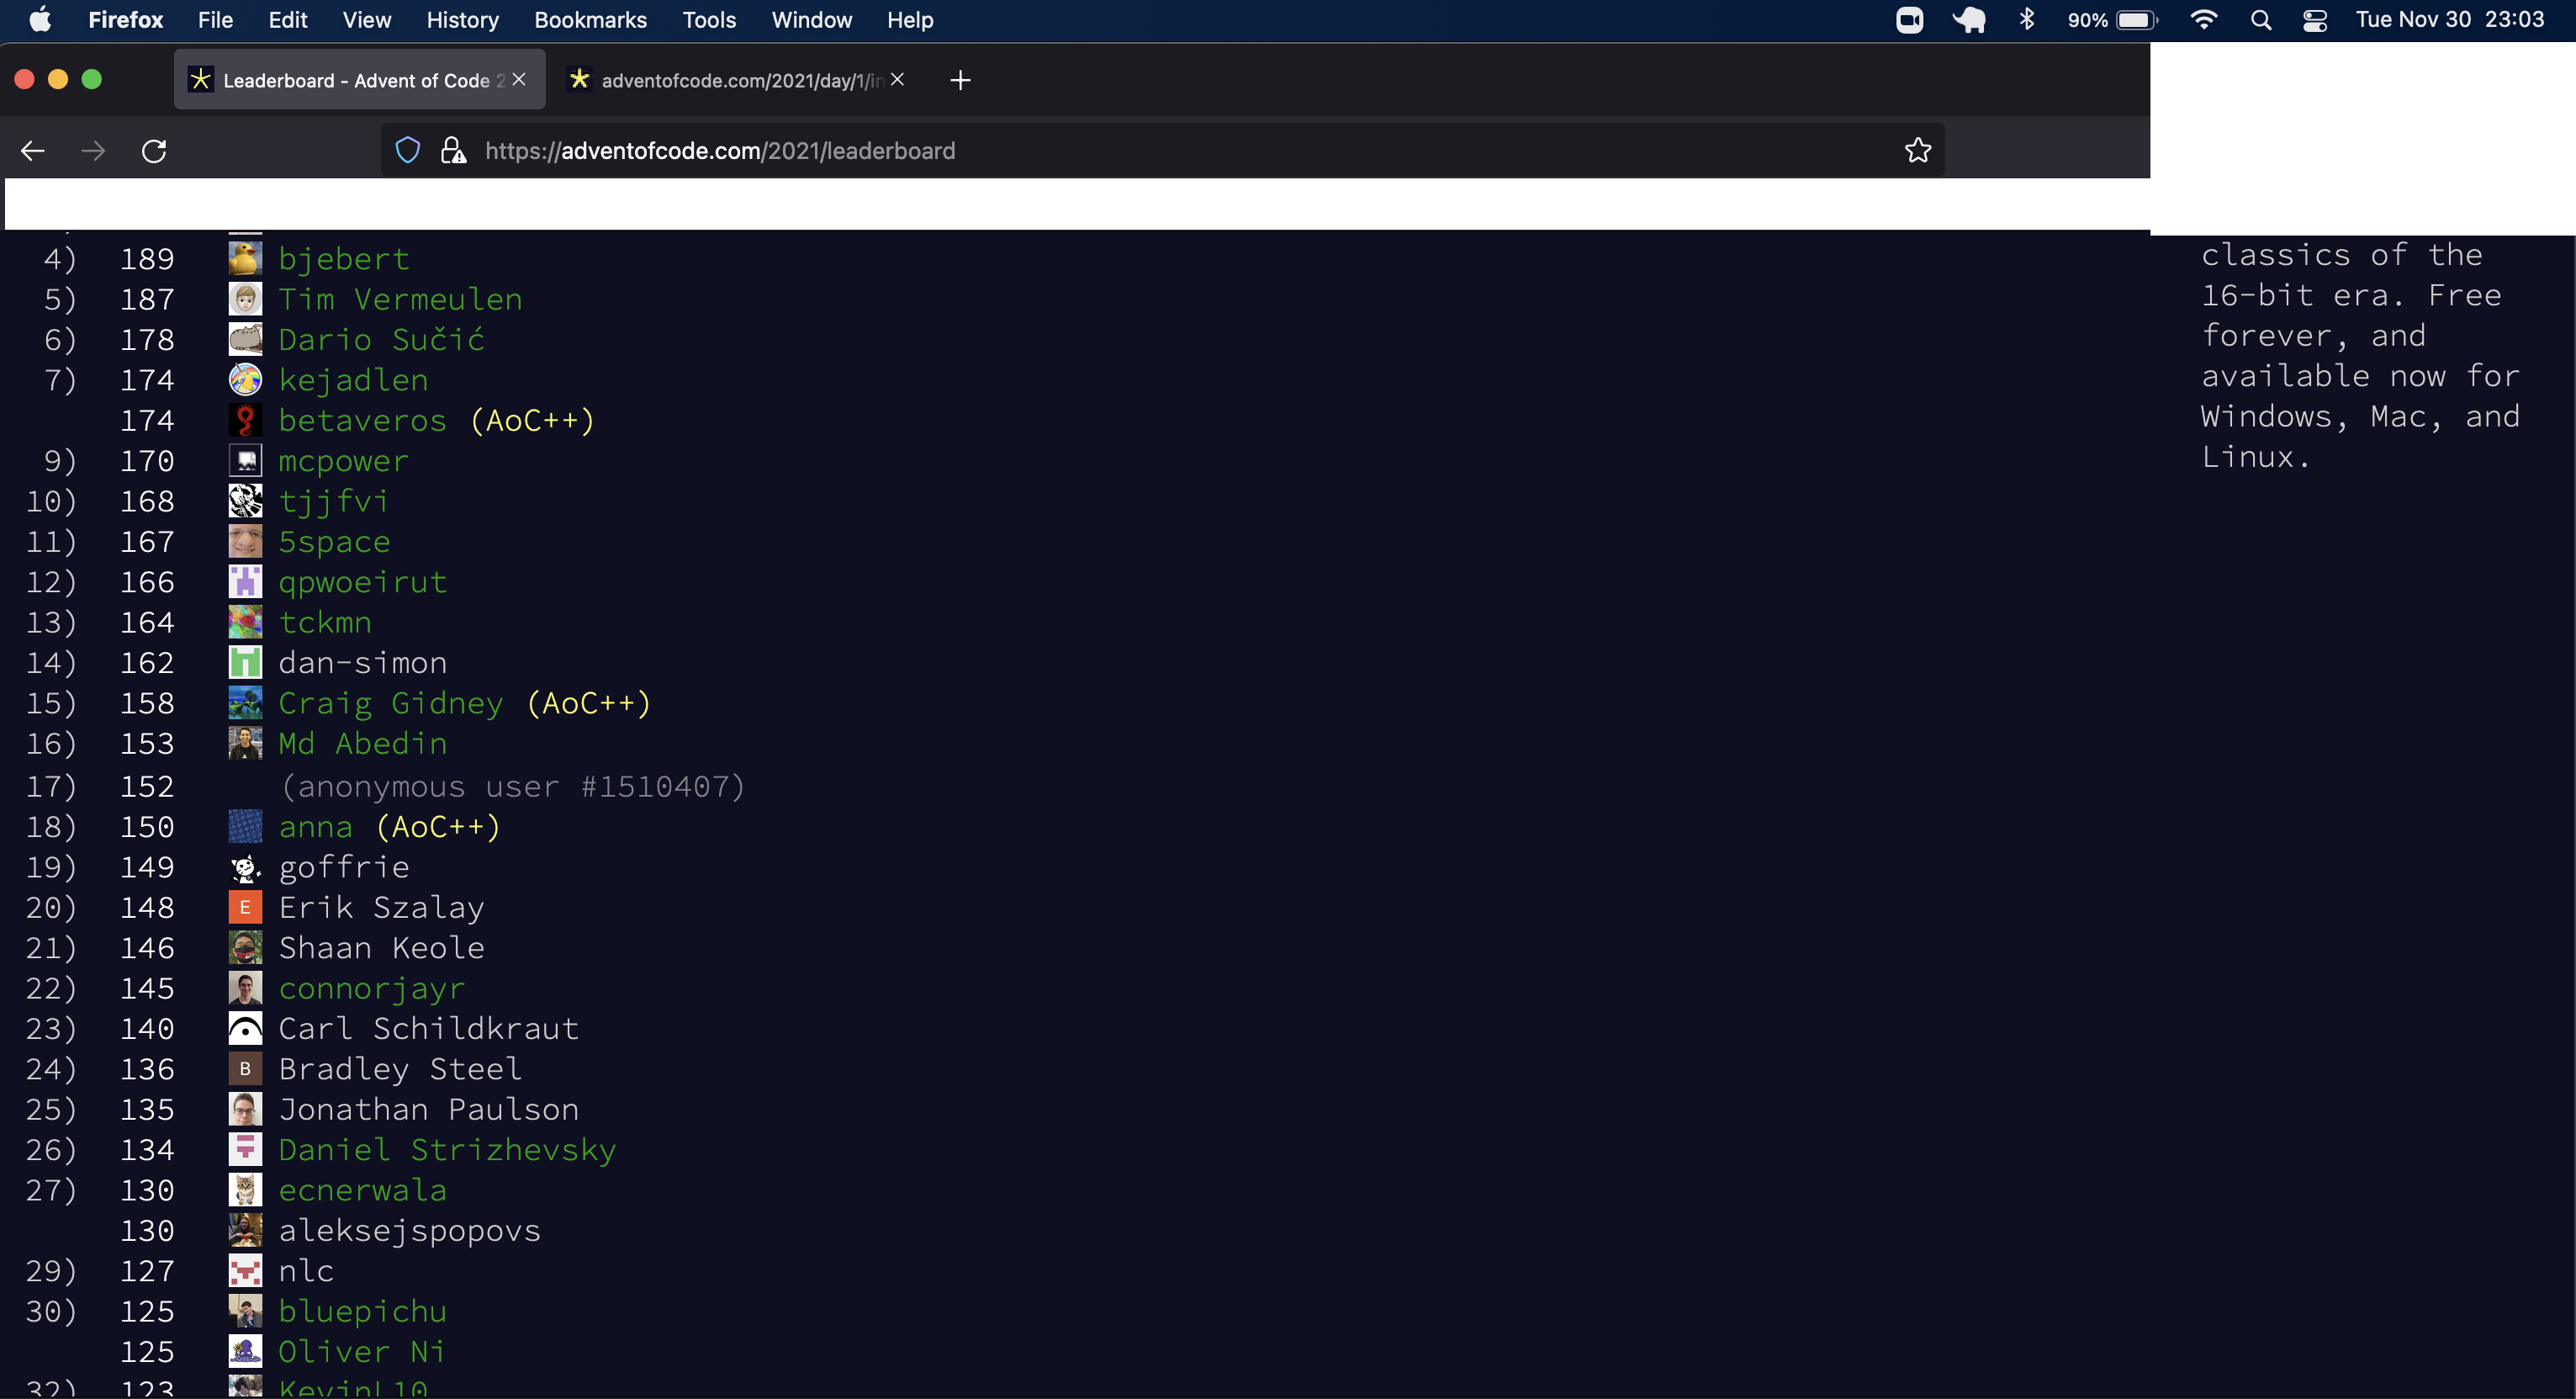 Firefox File Edit View History Bookmarks Tools Window Help 90% Tue Nov 30 23:03
Leaderboard - Advent of Code 2 adventofcode.com/2021/day/1/in
https://adventofcode.com/2021/leaderboard
4) 189 bjebert
5) 187 Tim Vermeulen
6) 178 Dario Sučić
7) 174 kejadlen
174 betaveros (AoC++)
9) 170 mcpower
10) 168 tjjfvi
11) 167 5space
12) 166 qpwoeirut
13) 164 tckmn
14) 162 dan-simon
15) 158 Craig Gidney (AoC++)
16) 153 Md Abedin
17) 152 (anonymous user #1510407)
18) 150 anna (AoC++)
19) 149 goffrie
20) 148 E Erik Szalay
21) 146 Shaan Keole
22) 145 connorjayr
23) 140 Carl Schildkraut
24) 136 B Bradley Steel
25) 135 Jonathan Paulson
26) 134 Daniel Strizhevsky
27) 130 ecnerwala
130 aleksejspopovs
29) 127 nlc
30) 125 bluepichu
125 Oliver Ni
32) 123
classics of the
16-bit era. Free
forever, and
available now for
Windows, Mac, and
Linux.